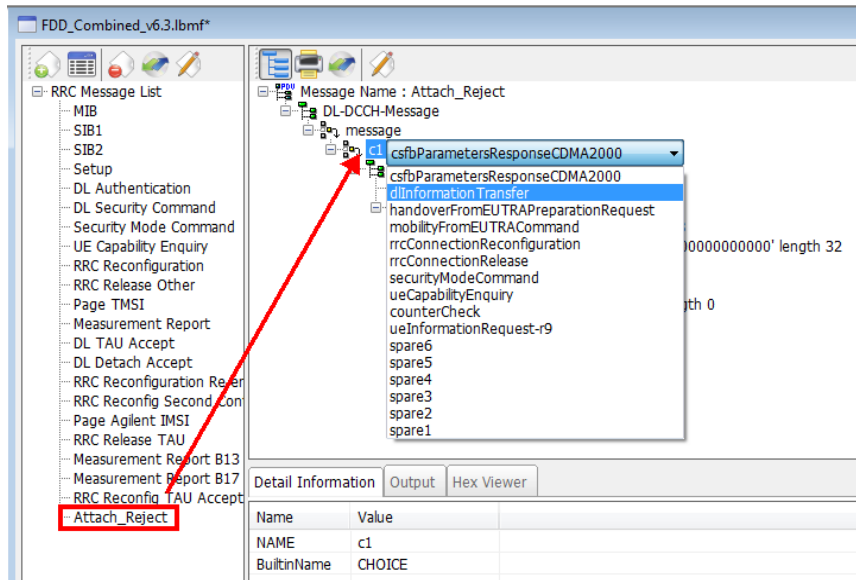 FDD_Combined_v6.3.lbmf*
RRC Message List
MIB
SIB1
SIB2
Setup
DL Authentication
DL Security Command
Security Mode Command
UE Capability Enquiry
RRC Reconfiguration
RRC Release Other
Page TMSI
Measurement Report
DL TAU Accept
DL Detach Accept
RRC Reconfiguration
RRC Reconfig Second
Page Agilent IMSI
RRC Release TAU
Measurement Report B13
Measurement Report B17
RRC Reconfig TAU Accept
Attach_Reject
PDU Message Name : Attach_Reject
DL-DCCH-Message
message
c1 csfbParametersResponseCDMA2000
csfbParametersResponseCDMA2000
dlInformationTransfer
handoverFromEUTRAPreparationRequest
mobilityFromEUTRACommand
rrcConnectionReconfiguration
00000000000' length 32
rrcConnectionRelease
securityModeCommand
ueCapabilityEnquiry
counterCheck
0
ueInformationRequest-r9
spare6
spare5
spare4
spare3
spare2
spare1
Detail Information Output Hex Viewer
Name Value
NAME c1
BuiltinName CHOICE